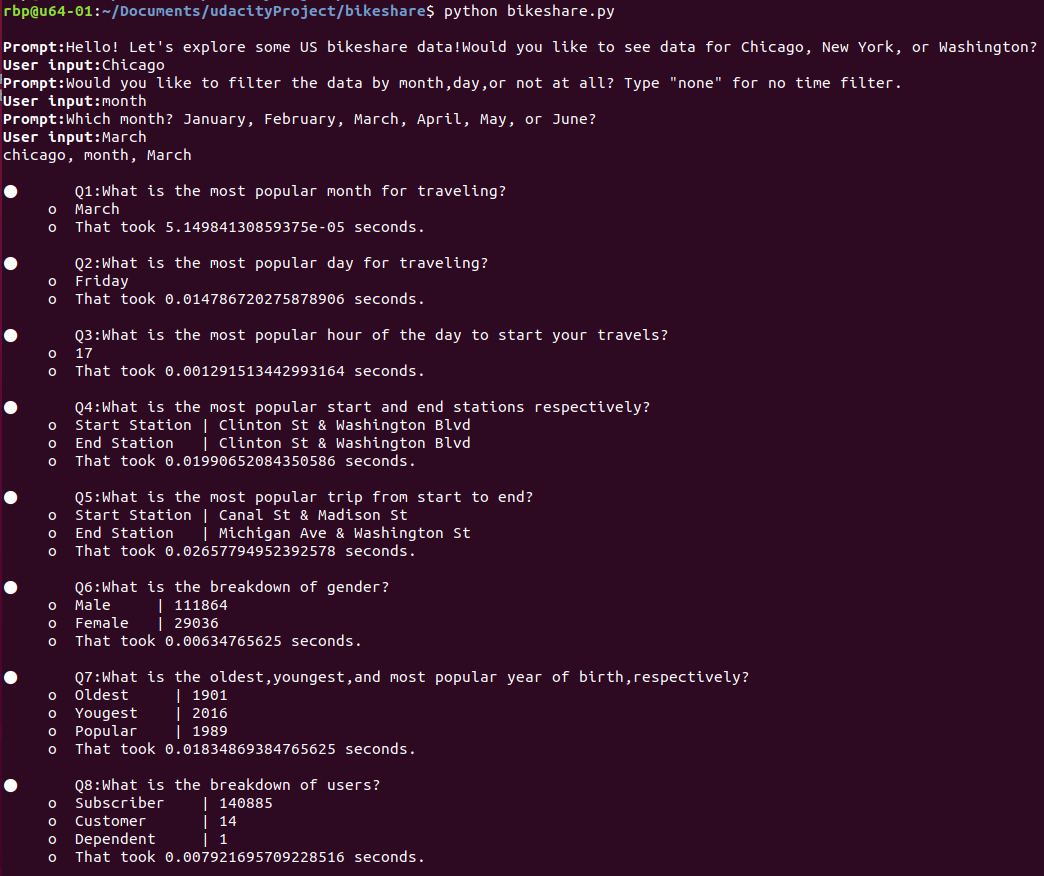 rbp@u64-01:~/Documents/udacityProject/bikeshare$ python bikeshare.py
Prompt:Hello! Let's explore some US bikeshare data!Would you like to see data for Chicago, New York, or Washington?
User input:Chicago
Prompt:Would you like to filter the data by month,day,or not at all? Type "none" for no time filter.
User input:month
Prompt:Which month? January, February, March, April, May, or June?
User input:March
chicago, month, March
● Q1:What is the most popular month for traveling?
o March
o That took 5.14984130859375e-05 seconds.
● Q2:What is the most popular day for traveling?
o Friday
o That took 0.014786720275878906 seconds.
● Q3:What is the most popular hour of the day to start your travels?
o 17
o That took 0.001291513442993164 seconds.
● Q4:What is the most popular start and end stations respectively?
o Start Station | Clinton St & Washington Blvd
o End Station | Clinton St & Washington Blvd
o That took 0.01990652084350586 seconds.
● Q5:What is the most popular trip from start to end?
o Start Station | Canal St & Madison St
o End Station | Michigan Ave & Washington St
o That took 0.02657794952392578 seconds.
● Q6:What is the breakdown of gender?
o Male | 111864
o Female | 29036
o That took 0.00634765625 seconds.
● Q7:What is the oldest,youngest,and most popular year of birth,respectively?
o Oldest | 1901
o Yougest | 2016
o Popular | 1989
o That took 0.01834869384765625 seconds.
● Q8:What is the breakdown of users?
o Subscriber | 140885
o Customer | 14
o Dependent | 1
o That took 0.007921695709228516 seconds.